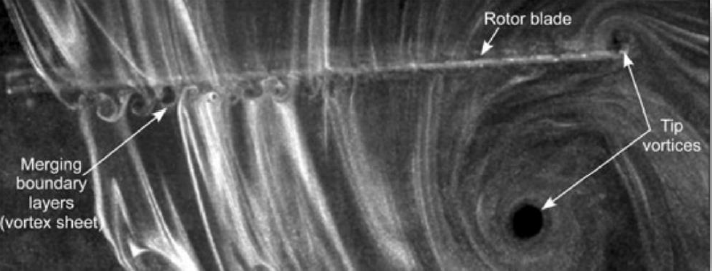 Rotor blade
Tip
vortices
Merging
boundary
layers
(vortex sheet)